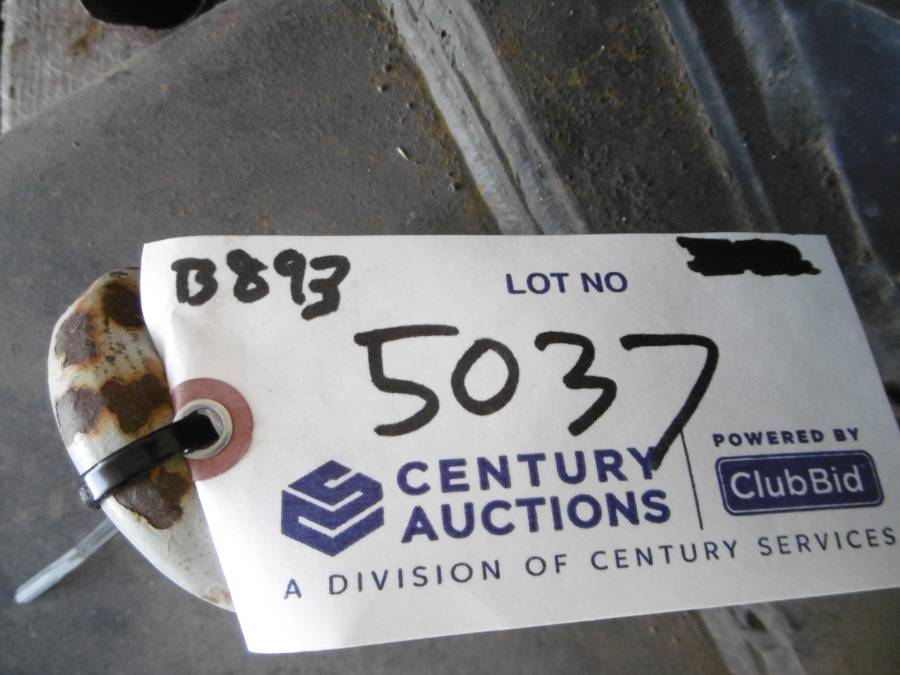 B893
LOT NO
5037
CENTURY
AUCTIONS
POWERED BY
ClubBid
A DIVISION OF CENTURY SERVICES